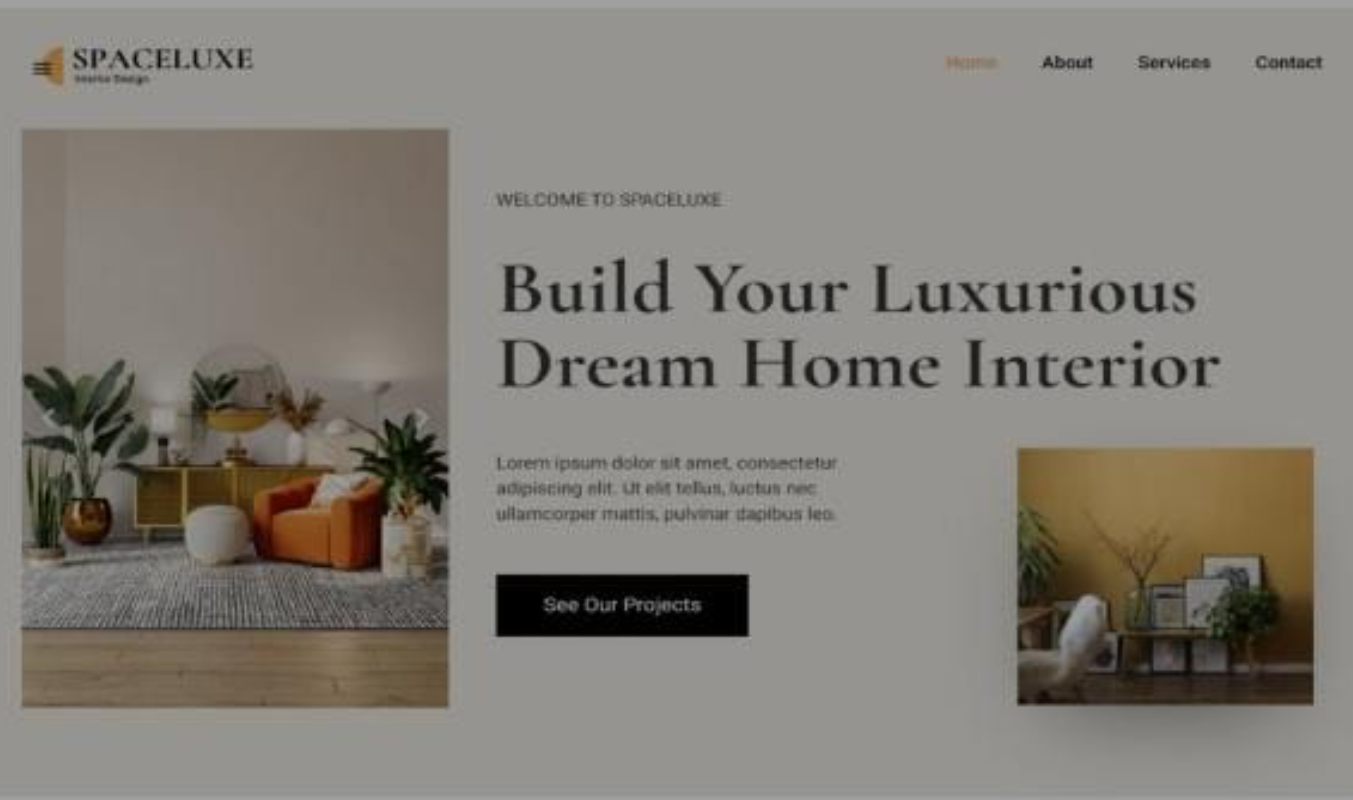 SPACELUXE
Interior Design
Home About Services Contact
WELCOME TO SPACELUXE
Build Your Luxurious
Dream Home Interior
Lorem ipsum dolor sit amet, consectetur
adipiscing elit. Ut elit tellus, luctus nec
ullamcorper mattis, pulvinar dapibus leo.
See Our Projects